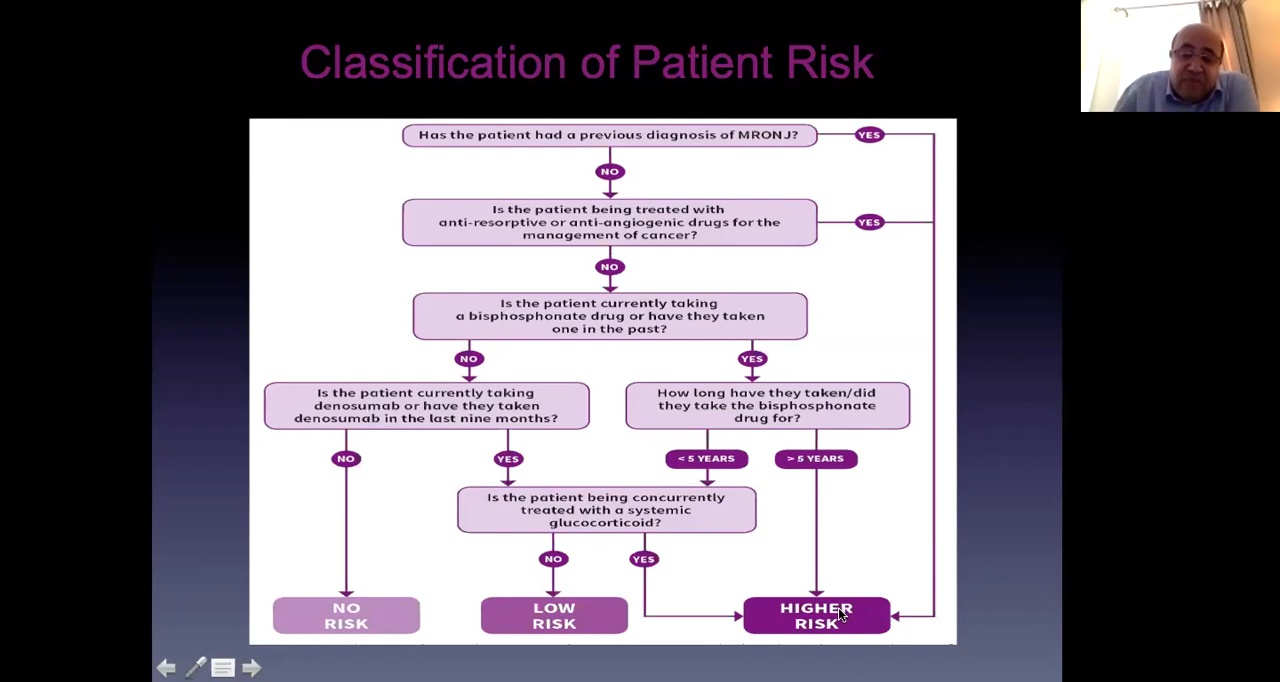 Classification of Patient Risk
Has the patient had a previous diagnosis of MRONJ?
YES
NO
Is the patient being treated with
anti-resorptive or anti-angiogenic drugs for the
management of cancer?
YES
NO
Is the patient currently taking
a bisphosphonate drug or have they taken
one in the past?
NO
YES
Is the patient currently taking
denosumab or have they taken
denosumab in the last nine months?
How long have they taken/did
they take the bisphosphonate
drug for?
NO
YES
< 5 YEARS
> 5 YEARS
Is the patient being concurrently
treated with a systemic
glucocorticoid?
NO
YES
NO
RISK
LOW
RISK
HIGHER
RISK